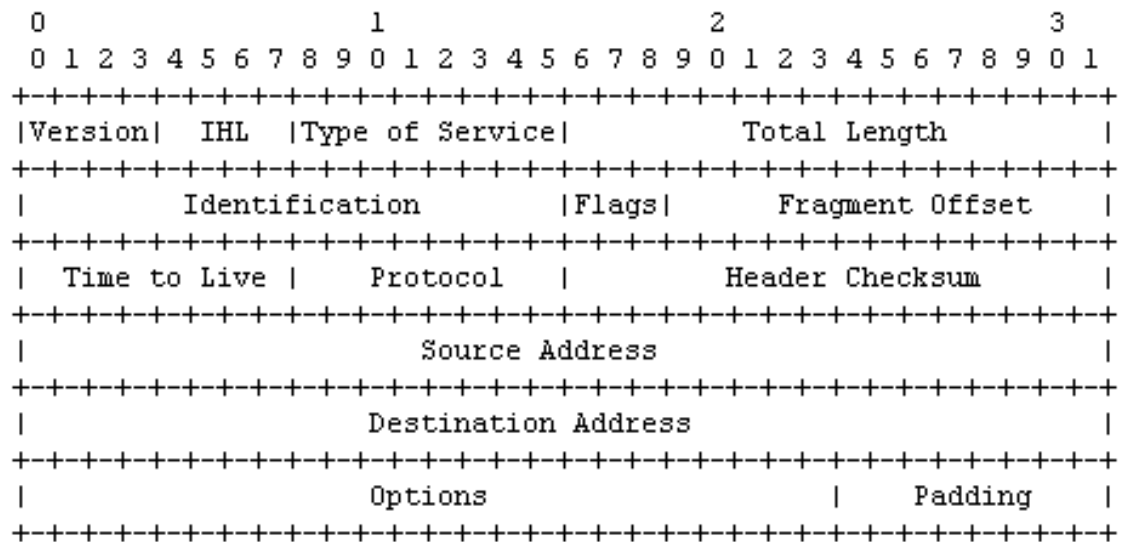 0                   1                   2                   3
 0 1 2 3 4 5 6 7 8 9 0 1 2 3 4 5 6 7 8 9 0 1 2 3 4 5 6 7 8 9 0 1
+-+-+-+-+-+-+-+-+-+-+-+-+-+-+-+-+-+-+-+-+-+-+-+-+-+-+-+-+-+-+-+-+
|Version|  IHL  |Type of Service|          Total Length         |
+-+-+-+-+-+-+-+-+-+-+-+-+-+-+-+-+-+-+-+-+-+-+-+-+-+-+-+-+-+-+-+-+
|         Identification        |Flags|      Fragment Offset    |
+-+-+-+-+-+-+-+-+-+-+-+-+-+-+-+-+-+-+-+-+-+-+-+-+-+-+-+-+-+-+-+-+
|  Time to Live |    Protocol   |         Header Checksum       |
+-+-+-+-+-+-+-+-+-+-+-+-+-+-+-+-+-+-+-+-+-+-+-+-+-+-+-+-+-+-+-+-+
|                       Source Address                          |
+-+-+-+-+-+-+-+-+-+-+-+-+-+-+-+-+-+-+-+-+-+-+-+-+-+-+-+-+-+-+-+-+
|                    Destination Address                        |
+-+-+-+-+-+-+-+-+-+-+-+-+-+-+-+-+-+-+-+-+-+-+-+-+-+-+-+-+-+-+-+-+
|                    Options                    |    Padding    |
+-+-+-+-+-+-+-+-+-+-+-+-+-+-+-+-+-+-+-+-+-+-+-+-+-+-+-+-+-+-+-+-+